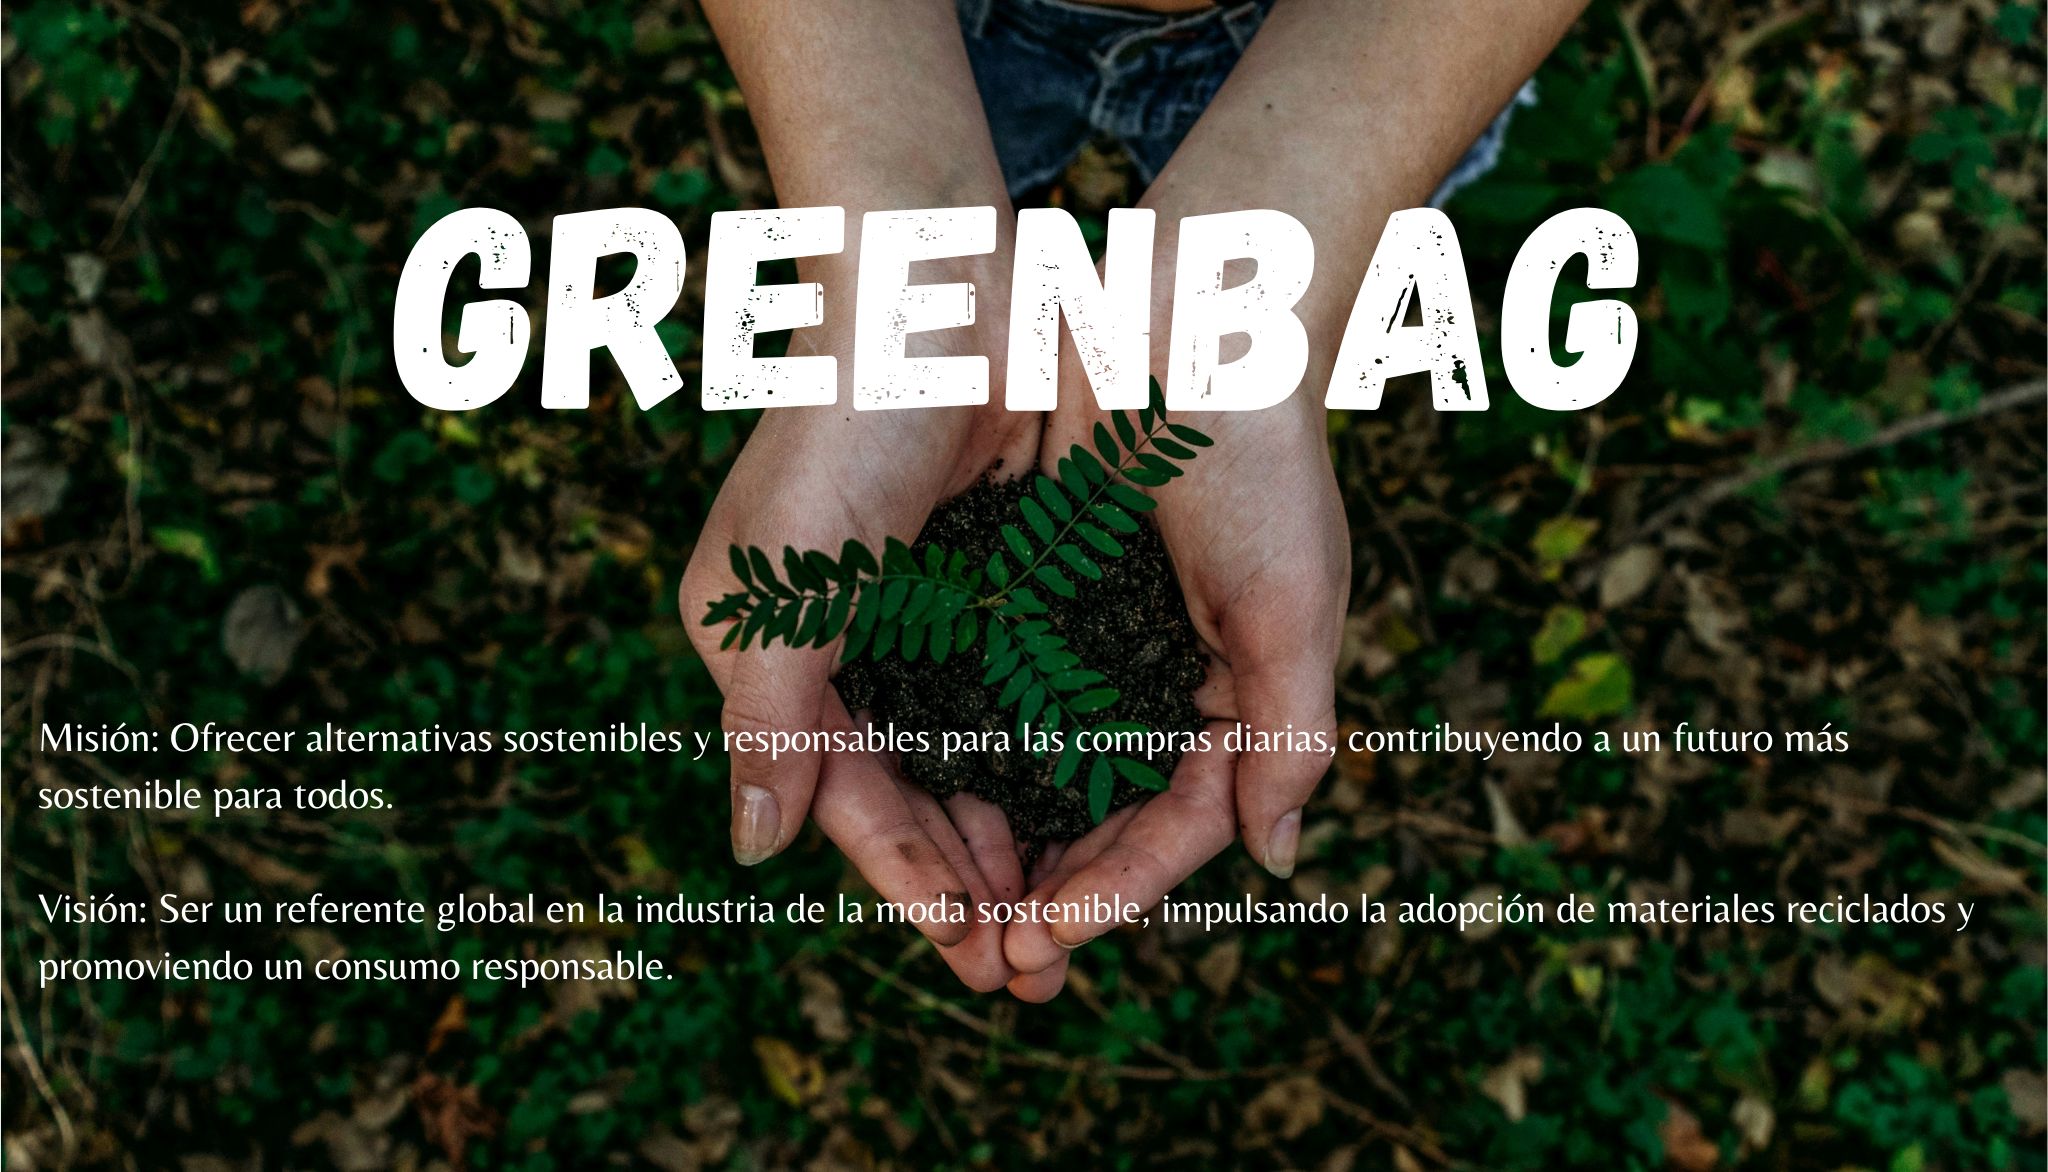 GREENBAG
Misión: Ofrecer alternativas sostenibles y responsables para las compras diarias, contribuyendo a un futuro más
sostenible para todos.
Visión: Ser un referente global en la industria de la moda sostenible, impulsando la adopción de materiales reciclados y
promoviendo un consumo responsable.